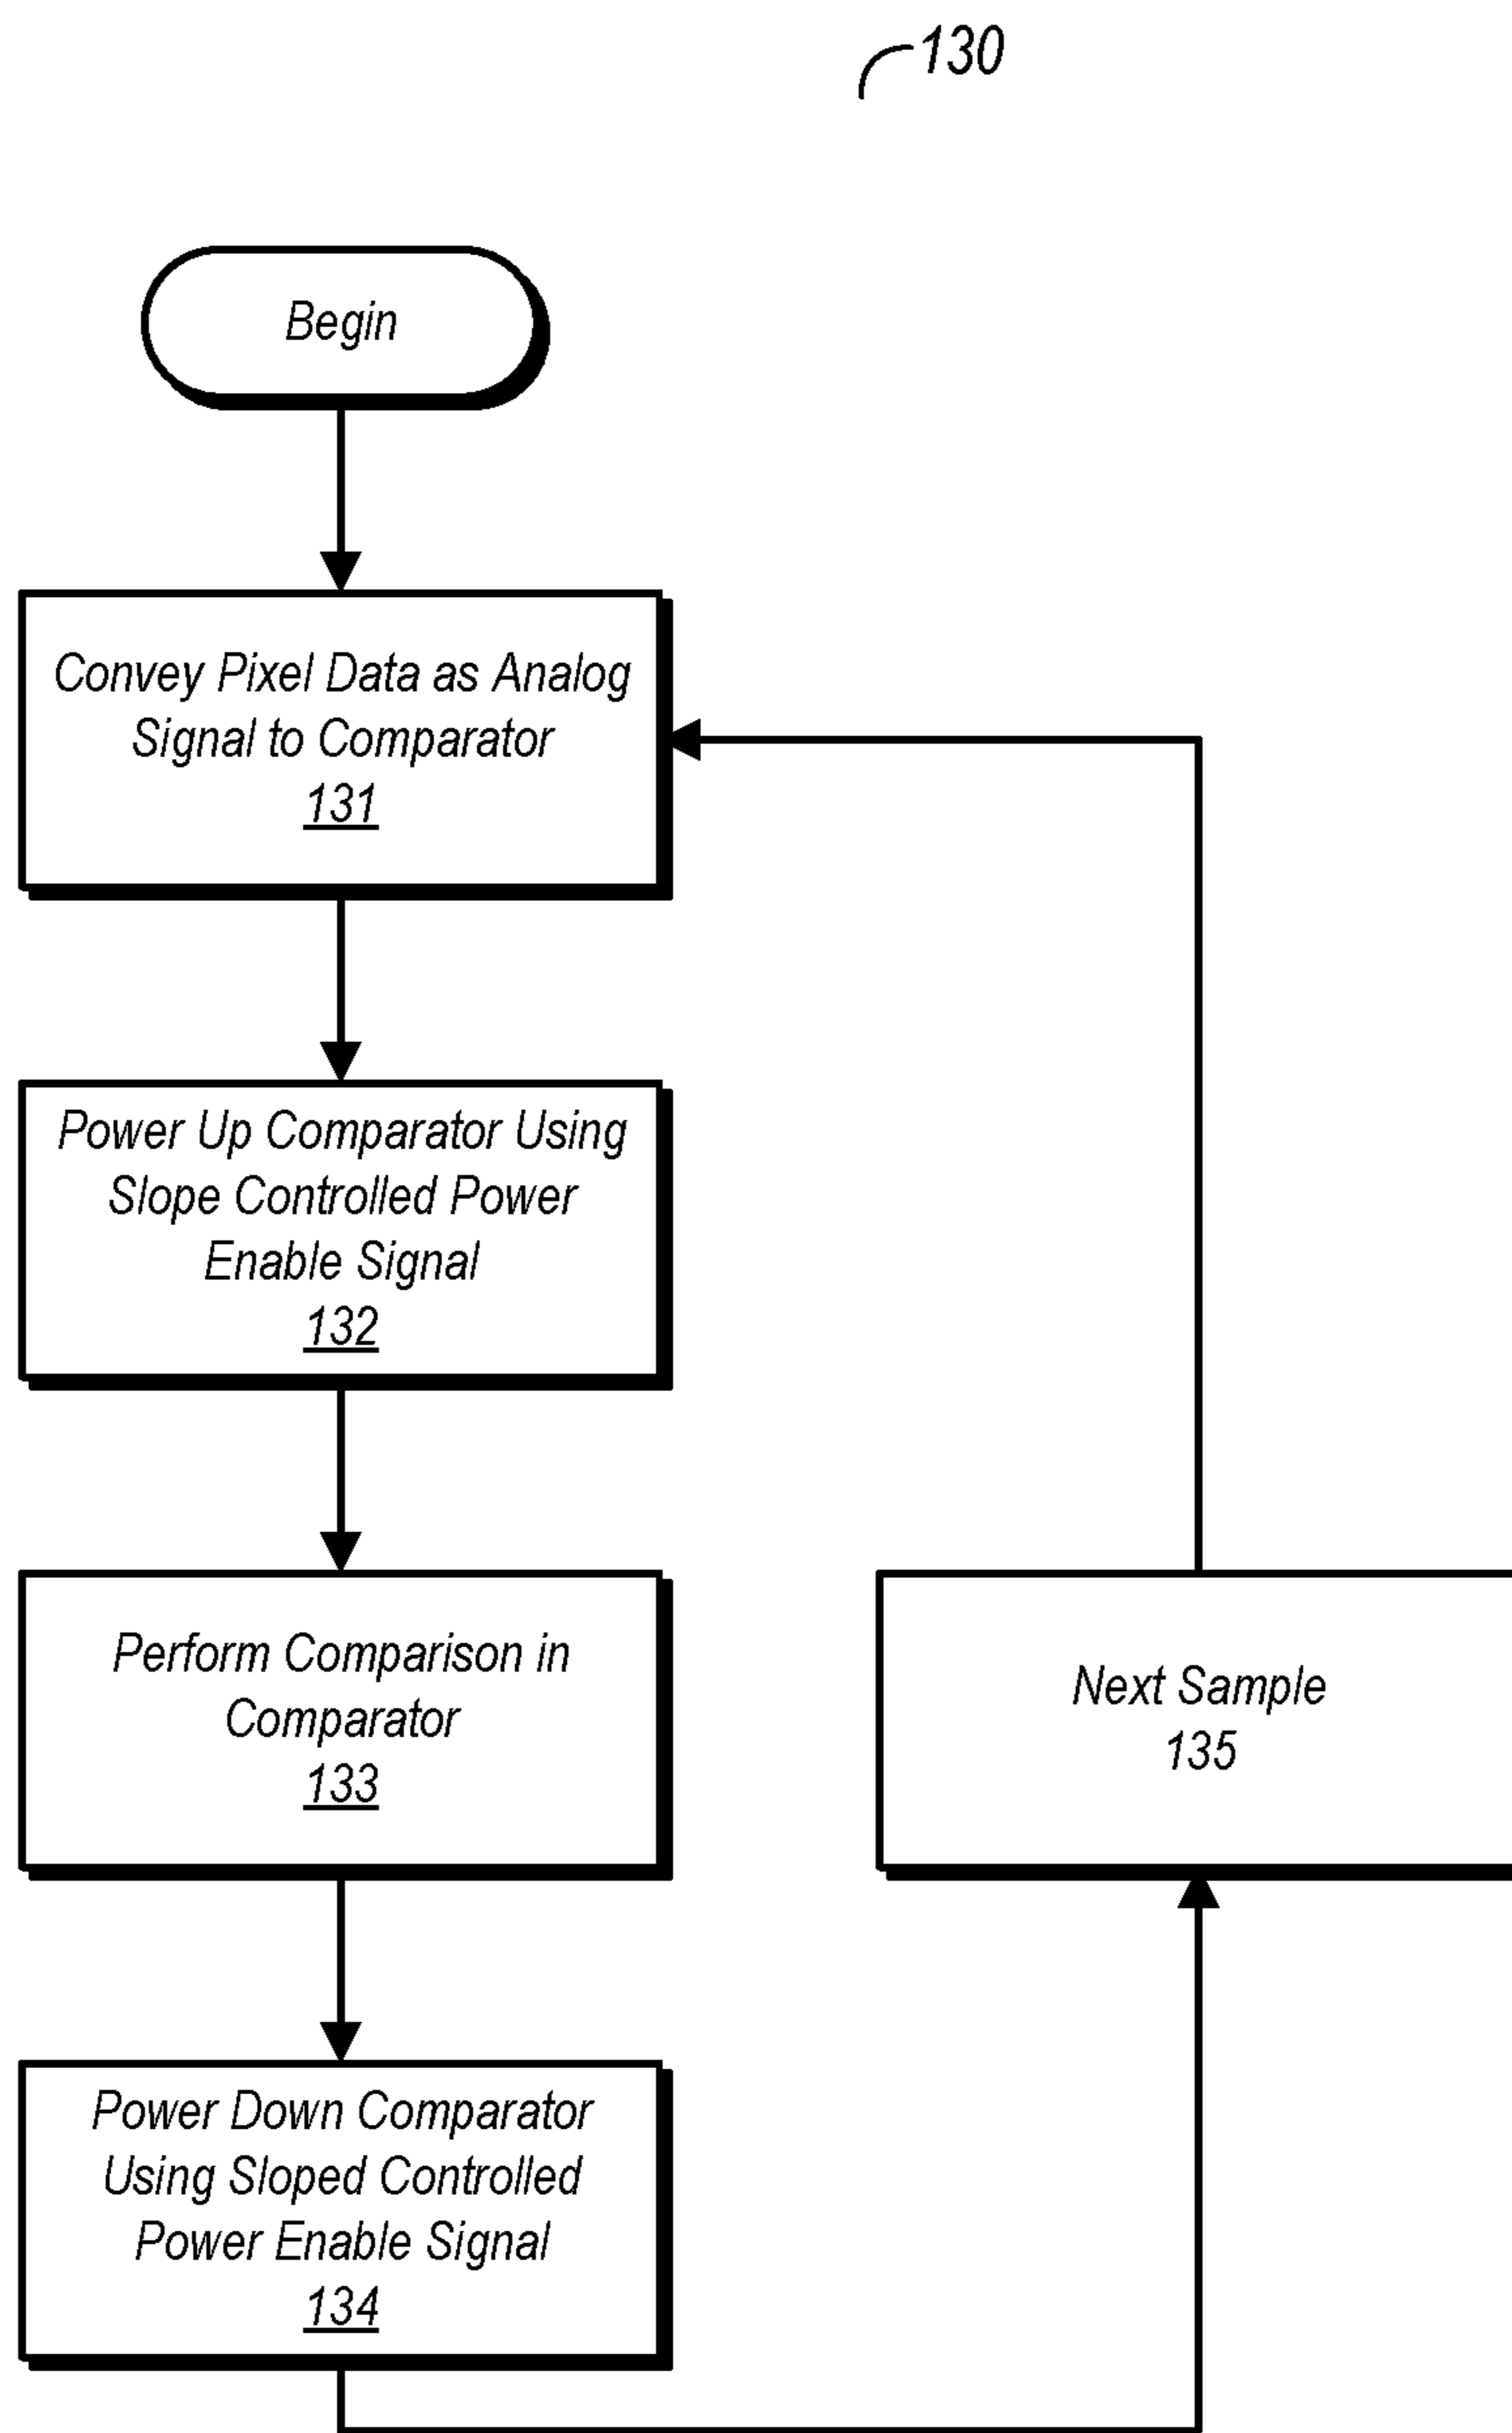 130
Begin
Convey Pixel Data as Analog
Signal to Comparator
131
Power Up Comparator Using
Slope Controlled Power
Enable Signal
132
Perform Comparison in
Comparator
133
Next Sample
135
Power Down Comparator
Using Sloped Controlled
Power Enable Signal
134